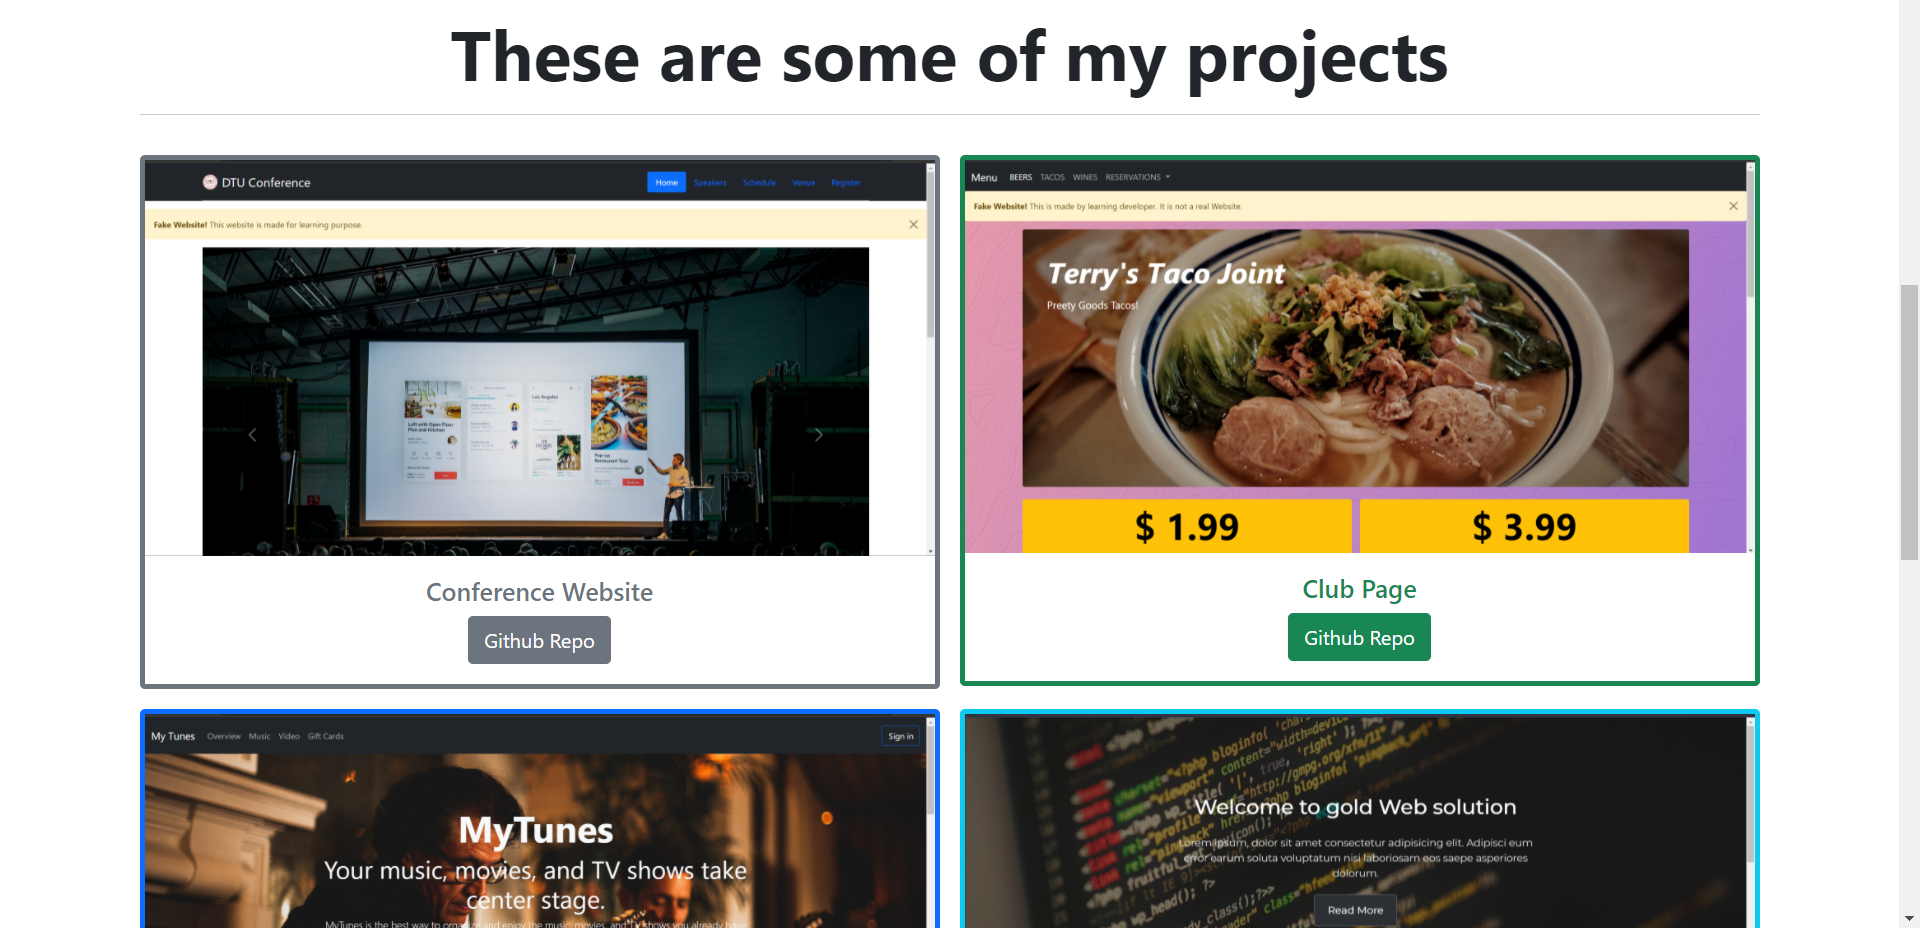 These are some of my projects
DTU Conference
Home Speakers Schedule Venue Register
Fake Website! This website is made for learning purpose.
Los Angeles
Conference Website
Github Repo
Menu BEERS TACOS WINES RESERVATIONS
Fake Website! This is made by learning developer. It is not a real Website.
Terry's Taco Joint
Preety Goods Tacos!
$ 1.99 $ 3.99
Club Page
Github Repo
My Tunes Overview Music Video Gift Cards Sign in
MyTunes
Your music, movies, and TV shows take
center stage.
MyTunes is the best way to organize and enjoy the music, movies, and TV shows you already have
Welcome to gold Web solution
Lorem ipsum, dolor sit amet consectetur adipisicing elit. Adipisci eum
error earum soluta voluptatum nisi laboriosam eos saepe asperiores
dolorum.
Read More